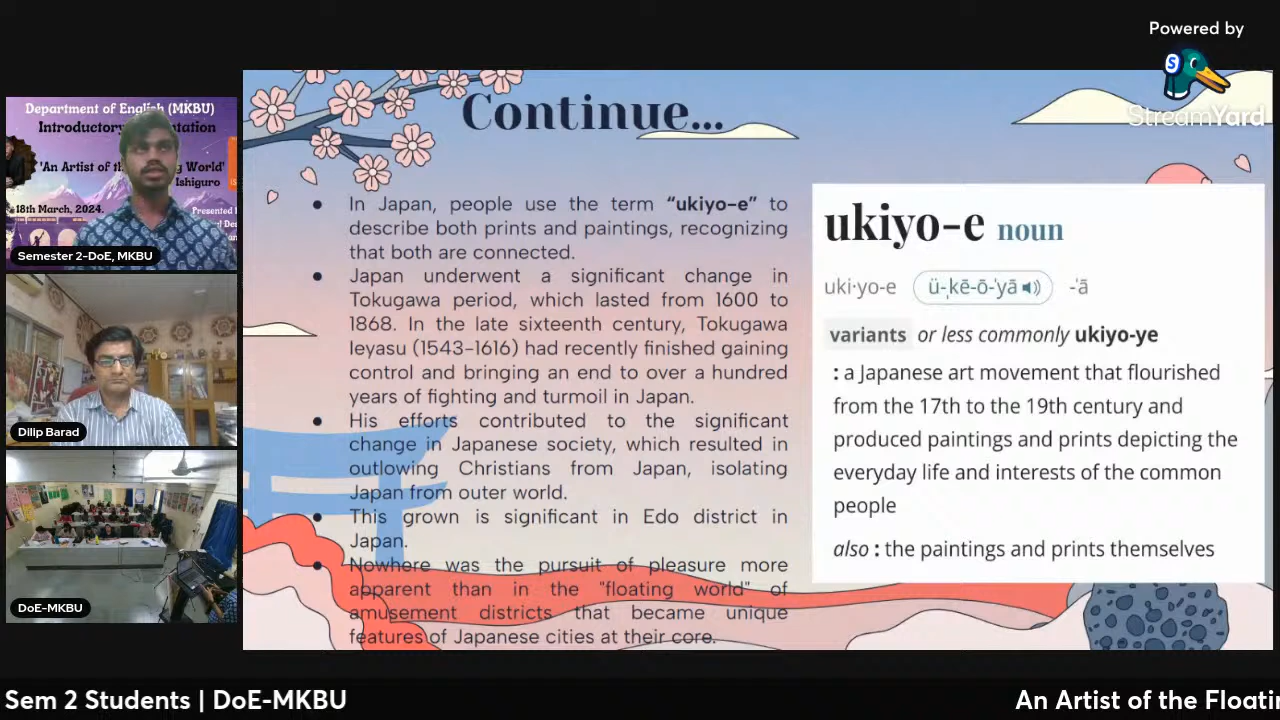 Powered by
StreamYard
Department of English (MKBU)
Introductory
'An Artist of
World'
Ishiguro
18th March, 2024.
Presented
Semester 2-DoE, MKBU
Dilip Barad
DoE-MKBU
Continue...
● In Japan, people use the term “ukiyo-e” to
describe both prints and paintings, recognizing
that both are connected.
● Japan underwent a significant change in
Tokugawa period, which lasted from 1600 to
1868. In the late sixteenth century, Tokugawa
Ieyasu (1543-1616) had recently finished gaining
control and bringing an end to over a hundred
years of fighting and turmoil in Japan.
● His efforts contributed to the significant
change in Japanese society, which resulted in
outlowing Christians from Japan, isolating
Japan from outer world.
● This grown is significant in Edo district in
Japan.
● Nowhere was the pursuit of pleasure more
apparent than in the "floating world" of
amusement districts that became unique
features of Japanese cities at their core.
ukiyo-e noun
uki·yo-e ü-ˌkē-ō-ˈyā -ˈā
variants or less commonly ukiyo-ye
: a Japanese art movement that flourished
from the 17th to the 19th century and
produced paintings and prints depicting the
everyday life and interests of the common
people
also : the paintings and prints themselves
Sem 2 Students | DoE-MKBU
An Artist of the Floati